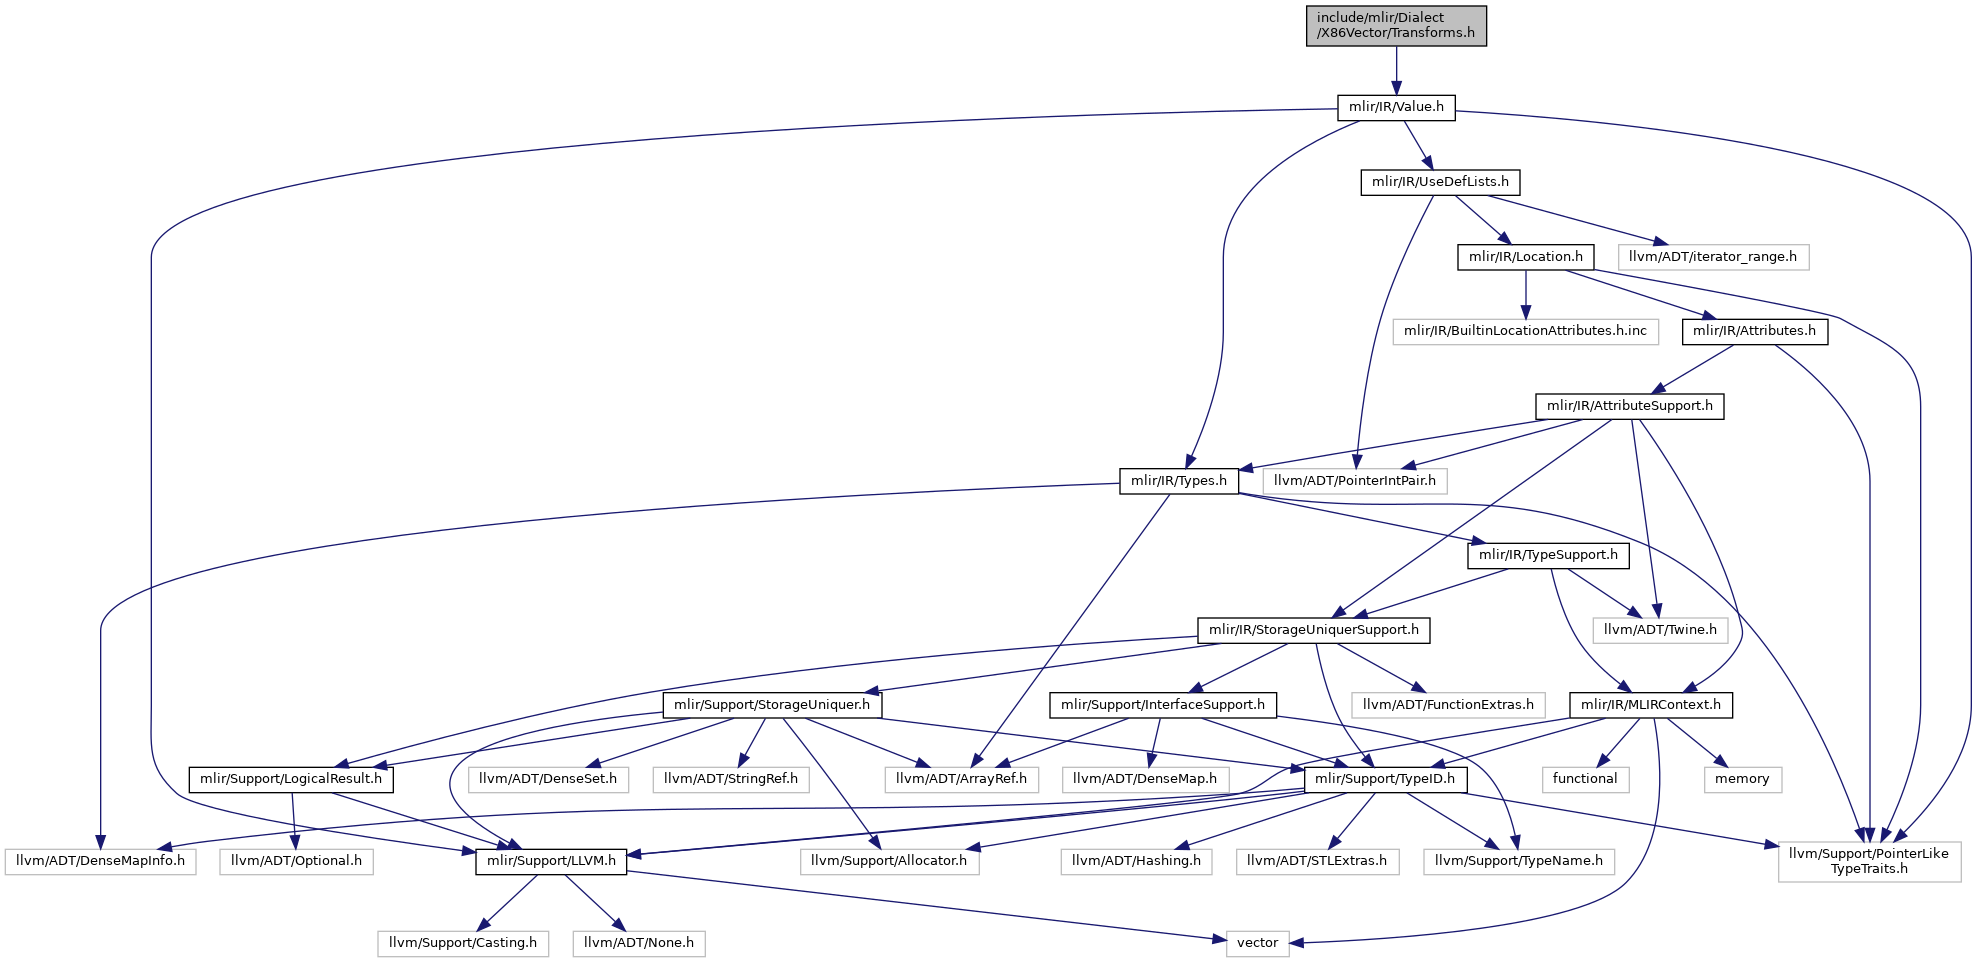 include/mlir/Dialect
/X86Vector/Transforms.h
mlir/IR/Value.h
mlir/IR/UseDefLists.h
mlir/IR/Location.h
llvm/ADT/iterator_range.h
mlir/IR/BuiltinLocationAttributes.h.inc
mlir/IR/Attributes.h
mlir/IR/AttributeSupport.h
mlir/IR/Types.h
llvm/ADT/PointerIntPair.h
mlir/IR/TypeSupport.h
mlir/IR/StorageUniquerSupport.h
llvm/ADT/Twine.h
mlir/Support/StorageUniquer.h
mlir/Support/InterfaceSupport.h
llvm/ADT/FunctionExtras.h
mlir/IR/MLIRContext.h
mlir/Support/LogicalResult.h
llvm/ADT/DenseSet.h
llvm/ADT/StringRef.h
llvm/ADT/ArrayRef.h
llvm/ADT/DenseMap.h
mlir/Support/TypeID.h
functional
memory
llvm/ADT/DenseMapInfo.h
llvm/ADT/Optional.h
mlir/Support/LLVM.h
llvm/Support/Allocator.h
llvm/ADT/Hashing.h
llvm/ADT/STLExtras.h
llvm/Support/TypeName.h
llvm/Support/PointerLike
TypeTraits.h
llvm/Support/Casting.h
llvm/ADT/None.h
vector